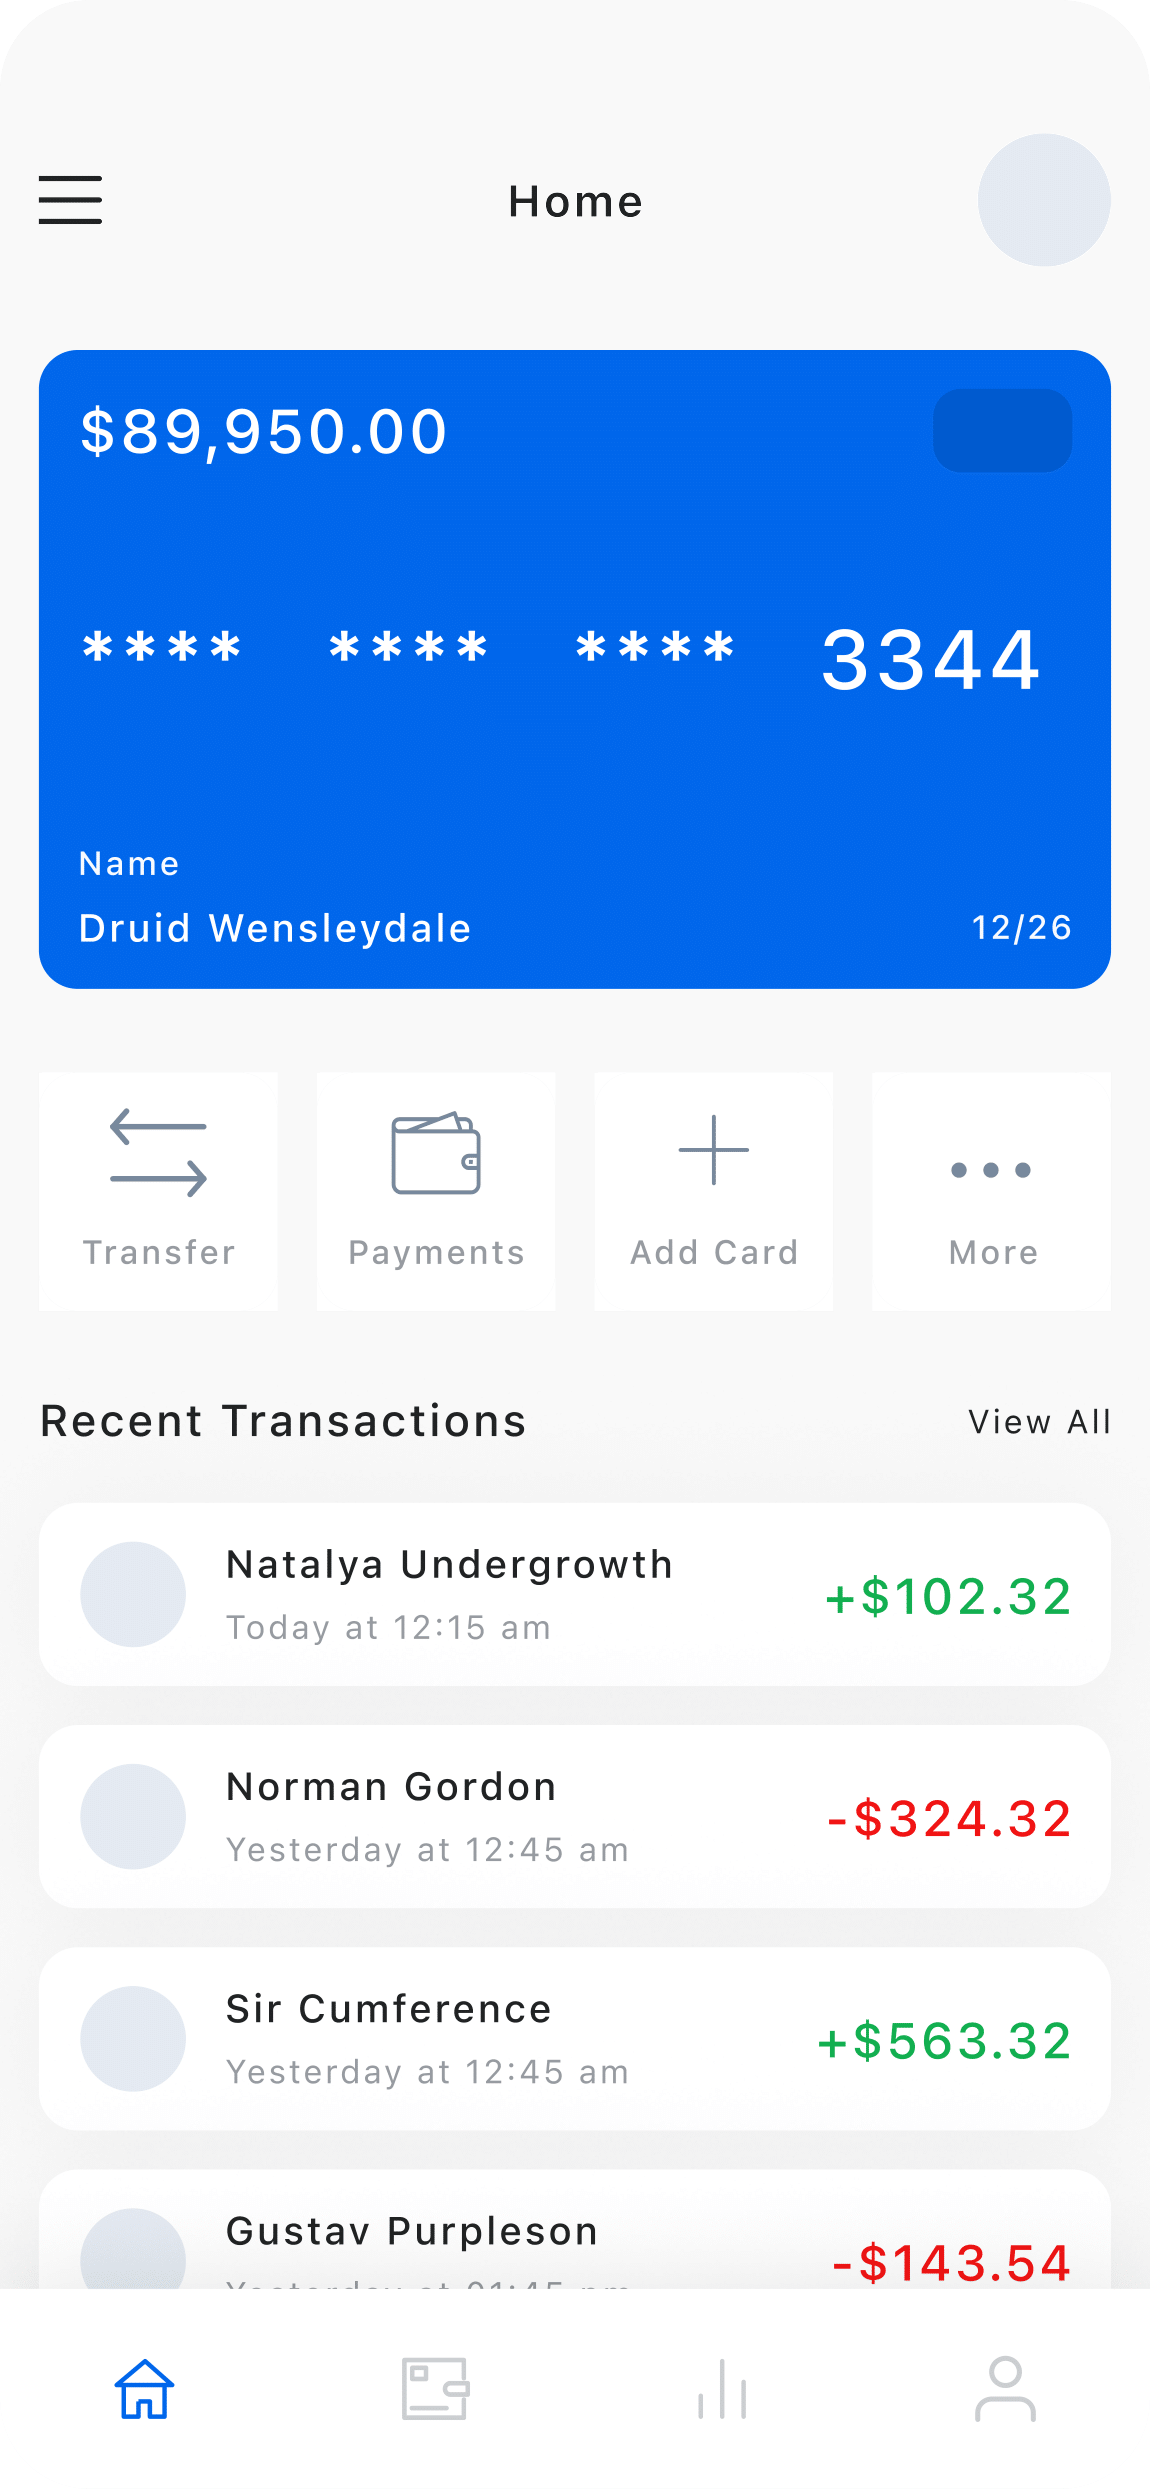 Home
$89,950.00
**** **** **** 3344
Name
Druid Wensleydale 12/26
Transfer Payments Add Card More
Recent Transactions View All
Natalya Undergrowth
Today at 12:15 am
+$102.32
Norman Gordon
Yesterday at 12:45 am
-$324.32
Sir Cumference
Yesterday at 12:45 am
+$563.32
Gustav Purpleson
-$143.54